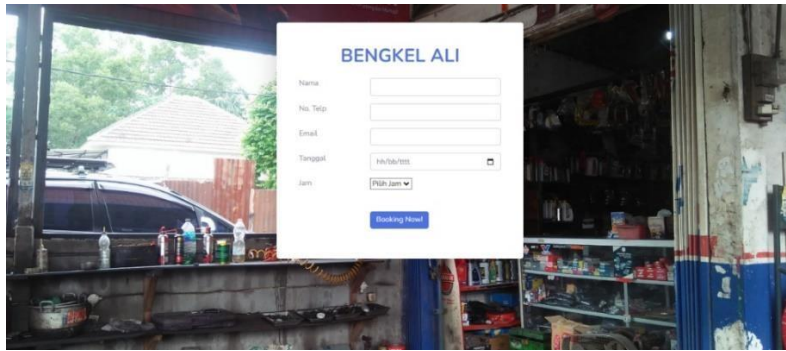 BENGKEL ALI
Nama
No. Telp
Email
Tanggal hh/bb/tttt
Jam Pilih Jam
Booking Now!